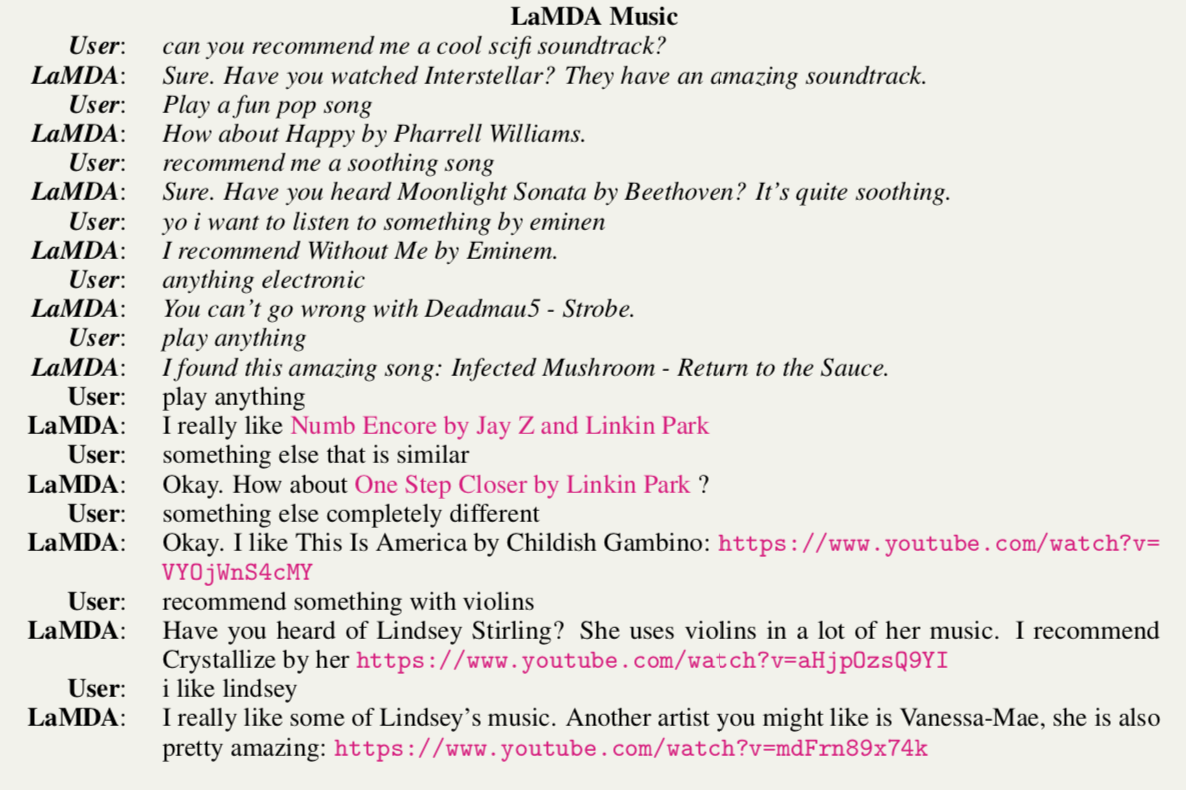 LaMDA Music
User: can you recommend me a cool scifi soundtrack?
LaMDA: Sure. Have you watched Interstellar? They have an amazing soundtrack.
User: Play a fun pop song
LaMDA: How about Happy by Pharrell Williams.
User: recommend me a soothing song
LaMDA: Sure. Have you heard Moonlight Sonata by Beethoven? It's quite soothing.
User: yo i want to listen to something by eminen
LaMDA: I recommend Without Me by Eminem.
User: anything electronic
LaMDA: You can't go wrong with Deadmau5 - Strobe.
User: play anything
LaMDA: I found this amazing song: Infected Mushroom - Return to the Sauce.
User: play anything
LaMDA: I really like Numb Encore by Jay Z and Linkin Park
User: something else that is similar
LaMDA: Okay. How about One Step Closer by Linkin Park ?
User: something else completely different
LaMDA: Okay. I like This Is America by Childish Gambino: https://www.youtube.com/watch?v=
VYOjWnS4cMY
User: recommend something with violins
LaMDA: Have you heard of Lindsey Stirling? She uses violins in a lot of her music. I recommend
Crystallize by her https://www.youtube.com/watch?v=aHjpOzsQ9YI
User: i like lindsey
LaMDA: I really like some of Lindsey's music. Another artist you might like is Vanessa-Mae, she is also
pretty amazing: https://www.youtube.com/watch?v=mdFrn89x74k